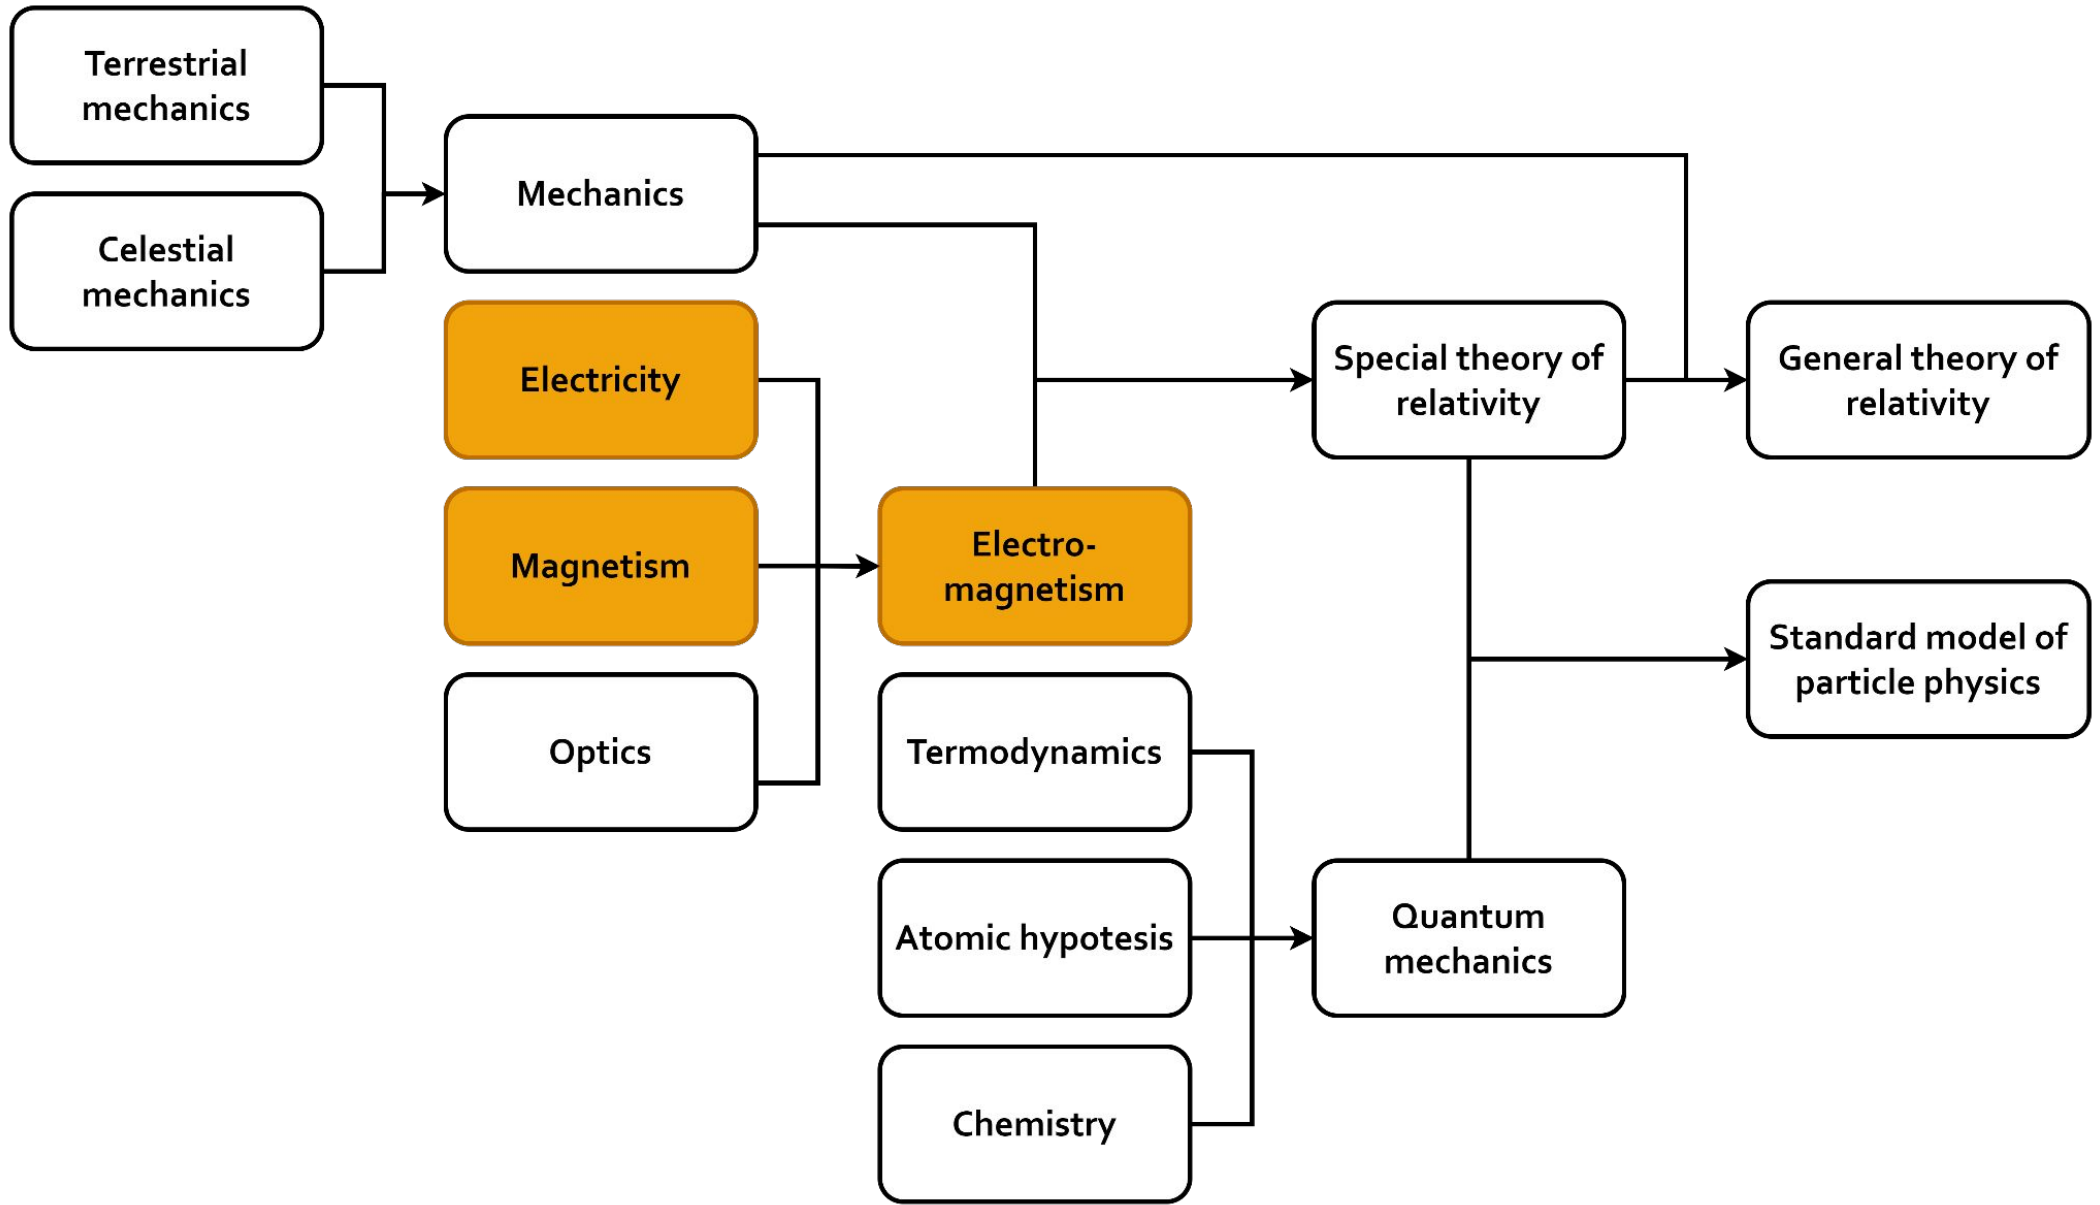 Terrestrial
mechanics
Celestial
mechanics
Mechanics
Electricity
Magnetism
Optics
Electro-
magnetism
Termodynamics
Atomic hypotesis
Chemistry
Special theory of
relativity
Quantum
mechanics
General theory of
relativity
Standard model of
particle physics